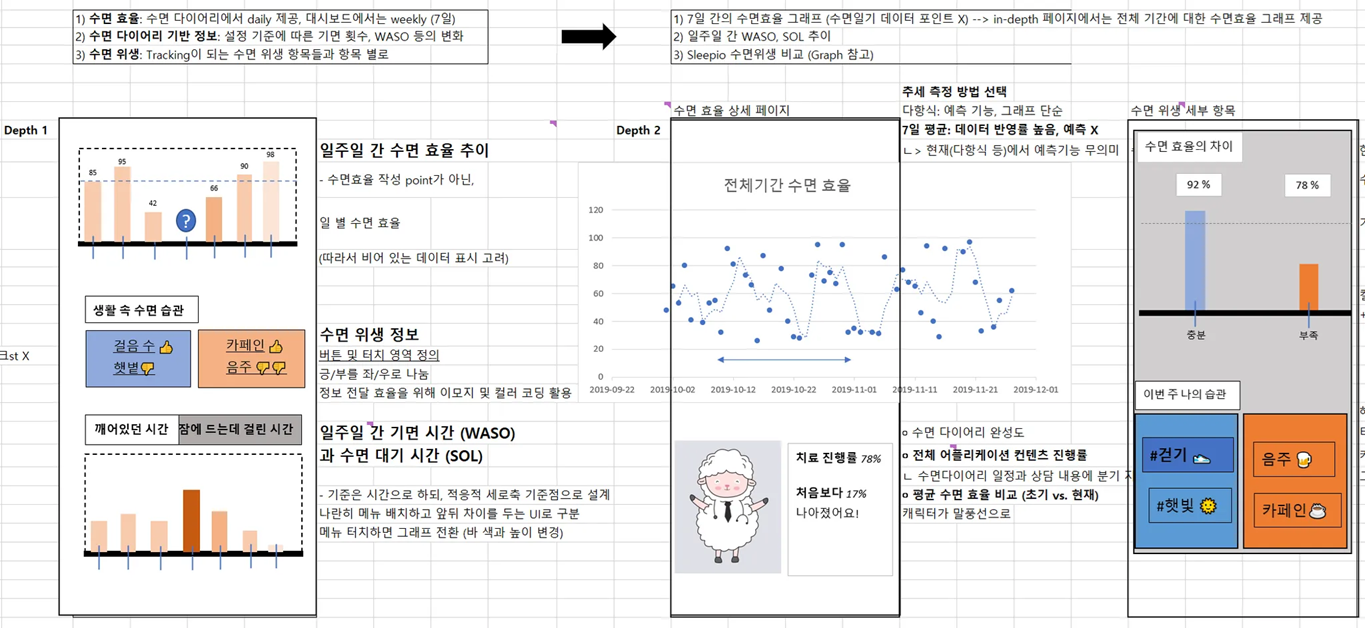 1) 수면 효율: 수면 다이어리에서 daily 제공, 대시보드에서는 weekly (7일)
2) 수면 다이어리 기반 정보: 설정 기준에 따른 기면 횟수, WASO 등의 변화
3) 수면 위생: Tracking이 되는 수면 위생 항목들과 항목 별로
1) 7일 간의 수면효율 그래프 (수면일기 데이터 포인트 X) --> in-depth 페이지에서는 전체 기간에 대한 수면효율 그래프 제공
2) 일주일 간 WASO, SOL 추이
3) Sleepio 수면위생 비교 (Graph 참고)
Depth 1
85
95
42
?
66
90
98
생활 속 수면 습관
걸음 수 👍
햇볕👎
카페인👍
음주 👎👎
크st X
깨어있던 시간
잠에 드는데 걸린 시간
일주일 간 수면 효율 추이
- 수면효율 작성 point가 아닌,
일 별 수면 효율
(따라서 비어 있는 데이터 표시 고려)
수면 위생 정보
버튼 및 터치 영역 정의
긍/부를 좌/우로 나눔
정보 전달 효율을 위해 이모지 및 컬러 코딩 활용
일주일 간 기면 시간 (WASO)
과 수면 대기 시간 (SOL)
- 기준은 시간으로 하되, 적응적 세로축 기준점으로 설계
나란히 메뉴 배치하고 앞뒤 차이를 두는 UI로 구분
메뉴 터치하면 그래프 전환 (바 색과 높이 변경)
Depth 2
수면 효율 상세 페이지
전체기간 수면 효율
120
100
80
60
40
20
0
2019-09-22
2019-10-02
2019-10-12
2019-10-22
2019-11-01
2019-11-11
2019-11-21
2019-12-01
치료 진행률 78%
처음보다 17%
나아졌어요!
추세 측정 방법 선택
다항식: 예측 기능, 그래프 단순
7일 평균: 데이터 반영률 높음, 예측 X
ㄴ> 현재(다항식 등)에서 예측기능 무의미
o 수면 다이어리 완성도
o 전체 어플리케이션 컨텐츠 진행률
ㄴ 수면다이어리 일정과 상담 내용에 분기 지
o 평균 수면 효율 비교 (초기 vs. 현재)
캐릭터가 말풍선으로
수면 위생 세부 항목
수면 효율의 차이
92 %
78 %
충분
부족
이번 주 나의 습관
#걷기 👟
#햇빛 🌞
음주🍺
카페인☕